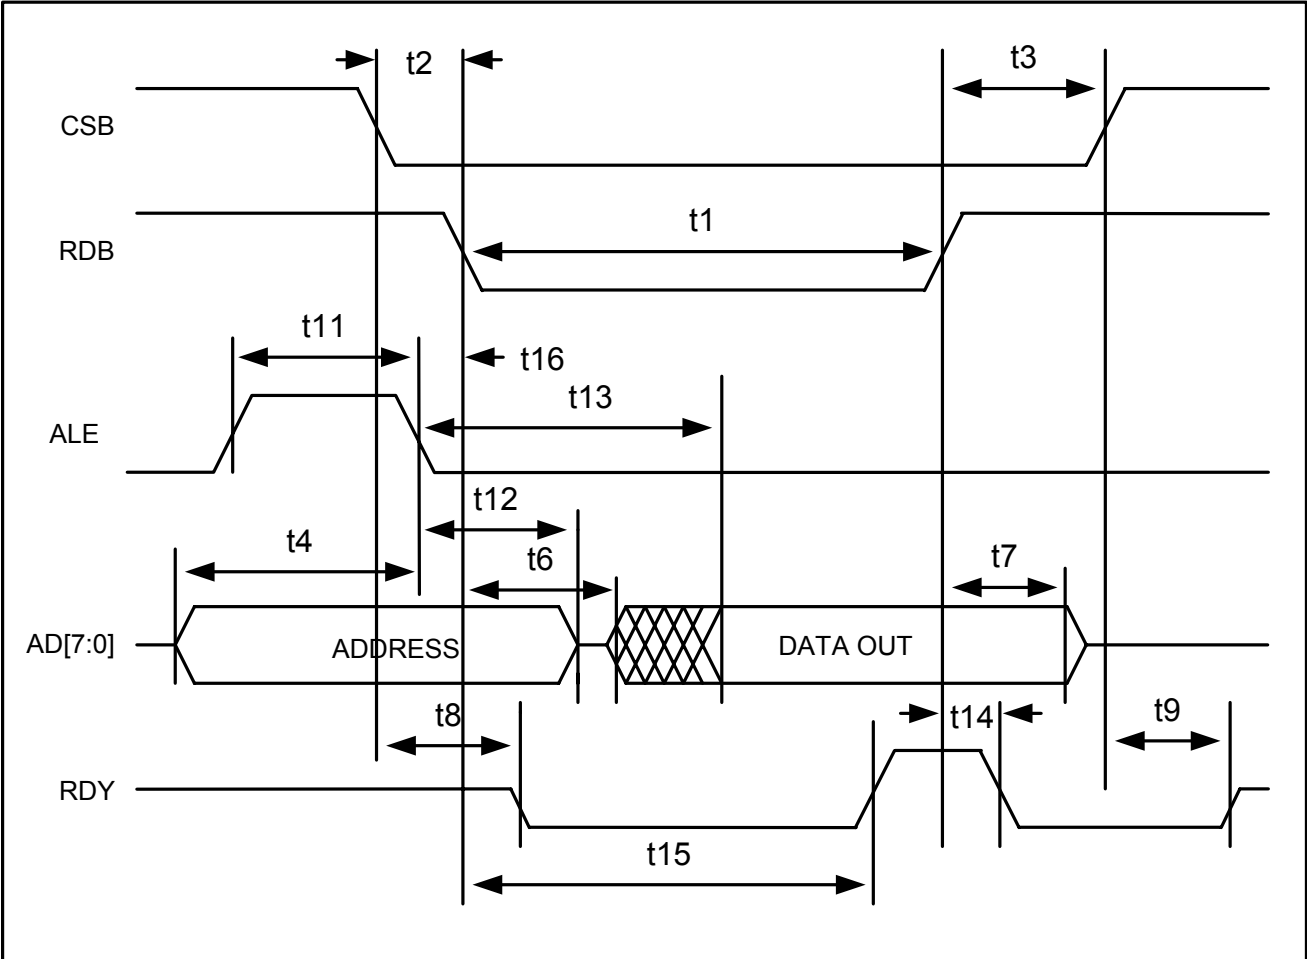 t2
t3
CSB
t1
RDB
t11
t16
t13
ALE
t12
t4
t6
t7
AD[7:0]
ADDRESS
DATA OUT
t8
t14
t9
RDY
t15